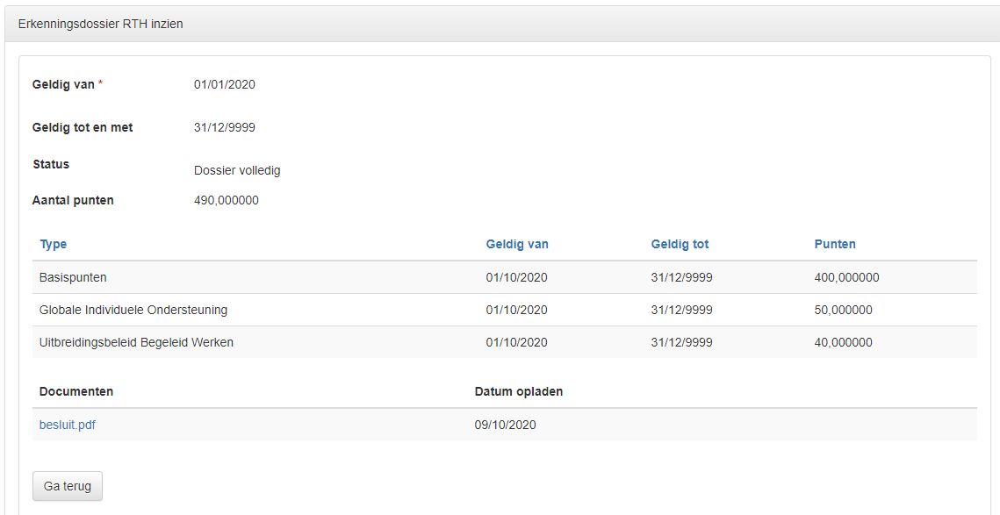 Erkenningsdossier RTH inzien
Geldig van * 01/01/2020
Geldig tot en met 31/12/9999
Status Dossier volledig
Aantal punten 490,000000
Type Geldig van Geldig tot Punten
Basispunten 01/10/2020 31/12/9999 400,000000
Globale Individuele Ondersteuning 01/10/2020 31/12/9999 50,000000
Uitbreidingsbeleid Begeleid Werken 01/10/2020 31/12/9999 40,000000
Documenten Datum opladen
besluit.pdf 09/10/2020
Ga terug